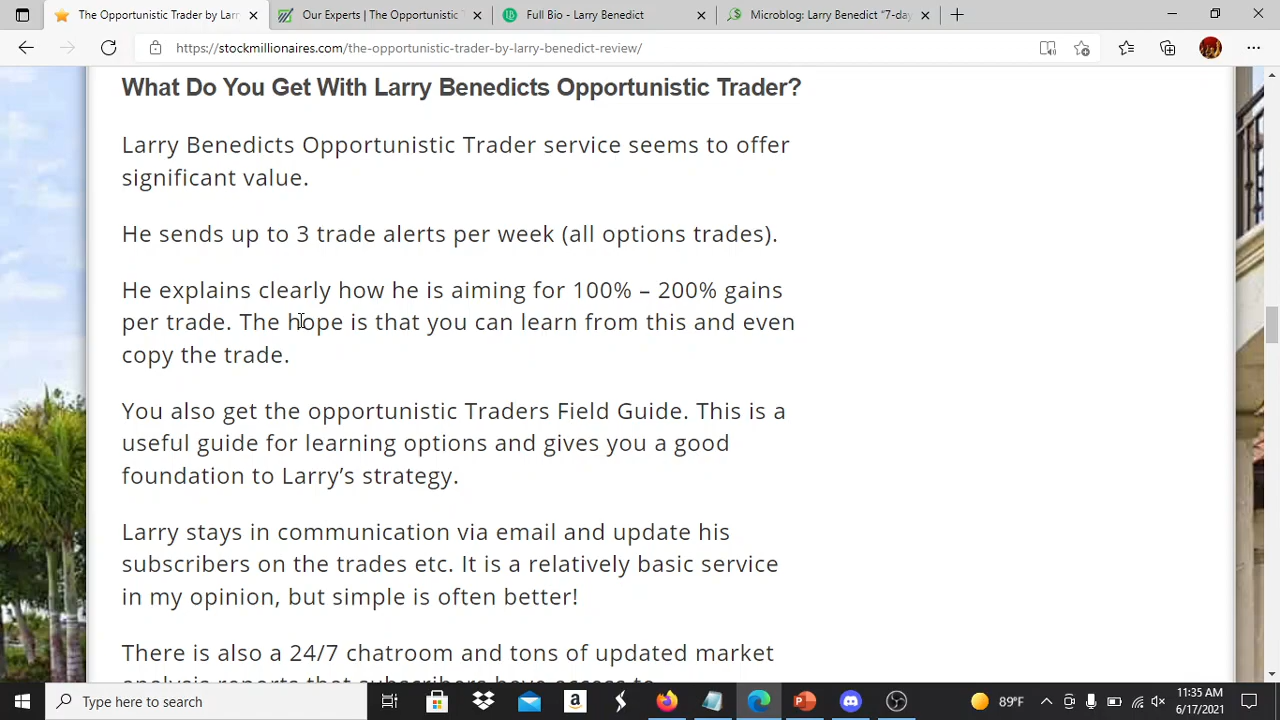 The Opportunistic Trader by Larr
Our Experts | The Opportunistic
Full Bio - Larry Benedict
Microblog: Larry Benedict "7-day
https://stockmillionaires.com/the-opportunistic-trader-by-larry-benedict-review/
What Do You Get With Larry Benedicts Opportunistic Trader?
Larry Benedicts Opportunistic Trader service seems to offer
significant value.
He sends up to 3 trade alerts per week (all options trades).
He explains clearly how he is aiming for 100% – 200% gains
per trade. The hope is that you can learn from this and even
copy the trade.
You also get the opportunistic Traders Field Guide. This is a
useful guide for learning options and gives you a good
foundation to Larry’s strategy.
Larry stays in communication via email and update his
subscribers on the trades etc. It is a relatively basic service
in my opinion, but simple is often better!
There is also a 24/7 chatroom and tons of updated market
analysis reports that subscribers have access to
Type here to search
89°F
11:35 AM
6/17/2021